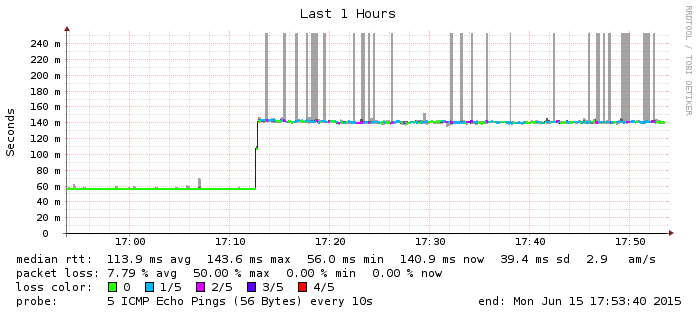 Last 1 Hours
RRDTOOL / TOBI OETIKER
Seconds
240 m
220 m
200 m
180 m
160 m
140 m
120 m
100 m
80 m
60 m
40 m
20 m
0
17:00 17:10 17:20 17:30 17:40 17:50
median rtt: 113.9 ms avg 143.6 ms max 56.0 ms min 140.9 ms now 39.4 ms sd 2.9 am/s
packet loss: 7.79 % avg 50.00 % max 0.00 % min 0.00 % now
loss color: 0 1/5 2/5 3/5 4/5
probe: 5 ICMP Echo Pings (56 Bytes) every 10s end: Mon Jun 15 17:53:40 2015